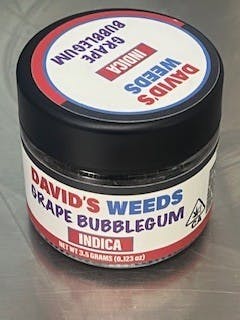 DAVID'S
WEEDS
GRAPE
BUBBLEGUM
INDICA
DAVID'S WEEDS
GRAPE BUBBLEGUM
INDICA
NET WT 3.5 GRAMS (0.123 oz)